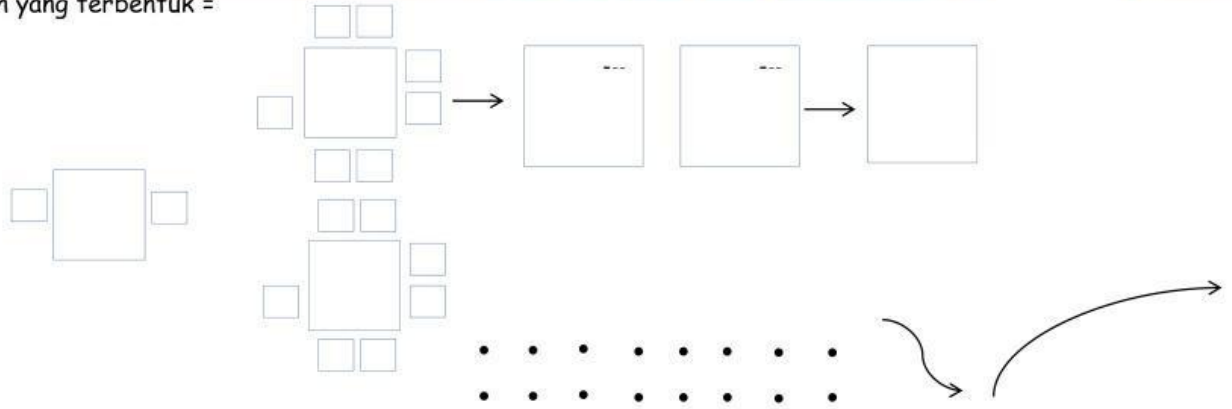 yang terbentuk =